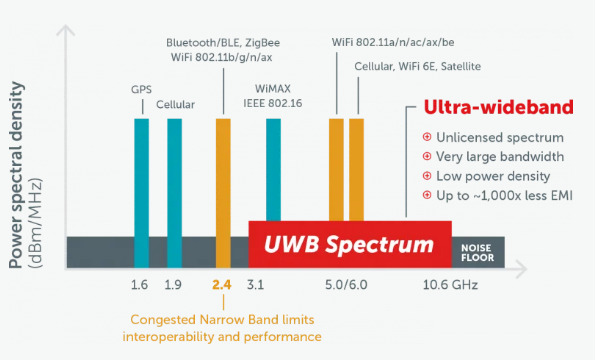 Bluetooth/BLE, ZigBee
WiFi 802.11b/g/n/ax
WiFi 802.11a/n/ac/ax/be
Cellular, WiFi 6E, Satellite
GPS
Cellular
WiMAX
IEEE 802.16
Ultra-wideband
Unlicensed spectrum
Very large bandwidth
Low power density
Up to ~1,000x less EMI
Power spectral density
(dBm/MHz)
UWB Spectrum
NOISE
FLOOR
1.6 1.9 2.4 3.1 5.0/6.0 10.6 GHz
Congested Narrow Band limits
interoperability and performance